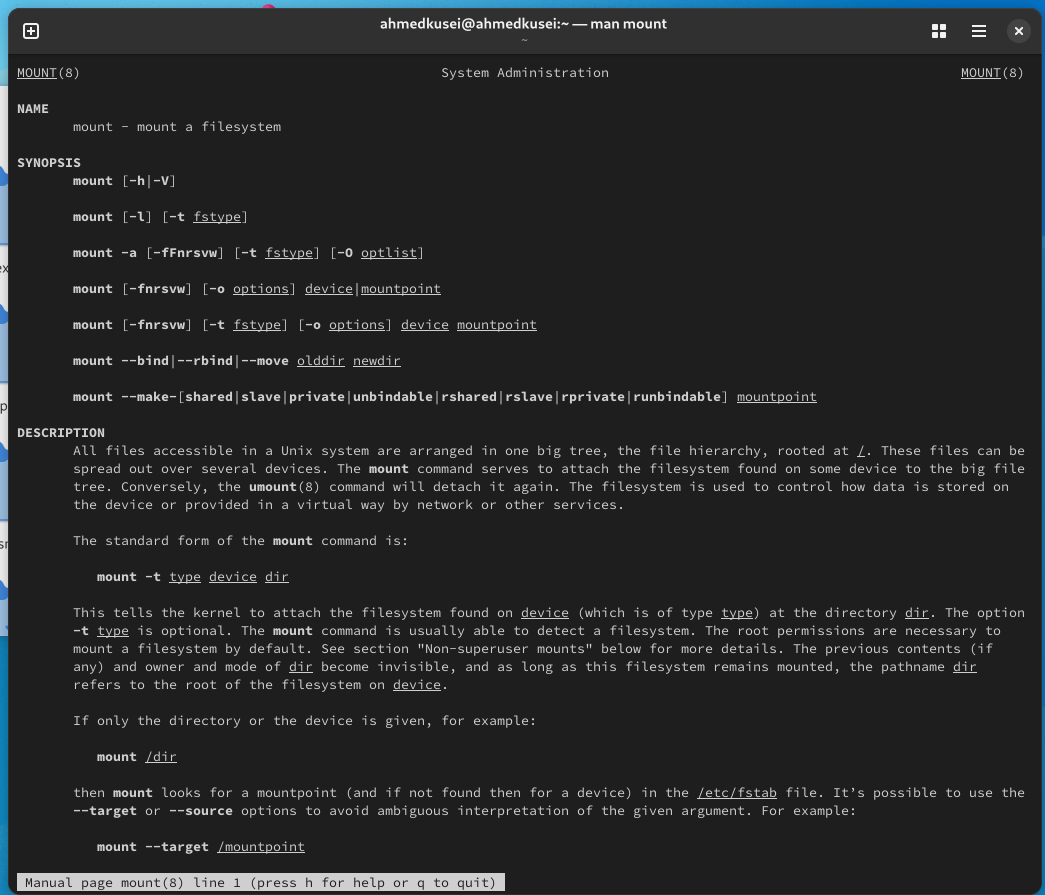 ahmedkusei@ahmedkusei:~ — man mount
~
MOUNT(8) System Administration MOUNT(8)
NAME
mount - mount a filesystem
SYNOPSIS
mount [-h|-V]
mount [-l] [-t fstype]
mount -a [-fFnrsvw] [-t fstype] [-O optlist]
mount [-fnrsvw] [-o options] device|mountpoint
mount [-fnrsvw] [-t fstype] [-o options] device mountpoint
mount --bind|--rbind|--move olddir newdir
mount --make-[shared|slave|private|unbindable|rshared|rslave|rprivate|runbindable] mountpoint
DESCRIPTION
All files accessible in a Unix system are arranged in one big tree, the file hierarchy, rooted at /. These files can be
spread out over several devices. The mount command serves to attach the filesystem found on some device to the big file
tree. Conversely, the umount(8) command will detach it again. The filesystem is used to control how data is stored on
the device or provided in a virtual way by network or other services.
The standard form of the mount command is:
mount -t type device dir
This tells the kernel to attach the filesystem found on device (which is of type type) at the directory dir. The option
-t type is optional. The mount command is usually able to detect a filesystem. The root permissions are necessary to
mount a filesystem by default. See section "Non-superuser mounts" below for more details. The previous contents (if
any) and owner and mode of dir become invisible, and as long as this filesystem remains mounted, the pathname dir
refers to the root of the filesystem on device.
If only the directory or the device is given, for example:
mount /dir
then mount looks for a mountpoint (and if not found then for a device) in the /etc/fstab file. It’s possible to use the
--target or --source options to avoid ambiguous interpretation of the given argument. For example:
mount --target /mountpoint
Manual page mount(8) line 1 (press h for help or q to quit)